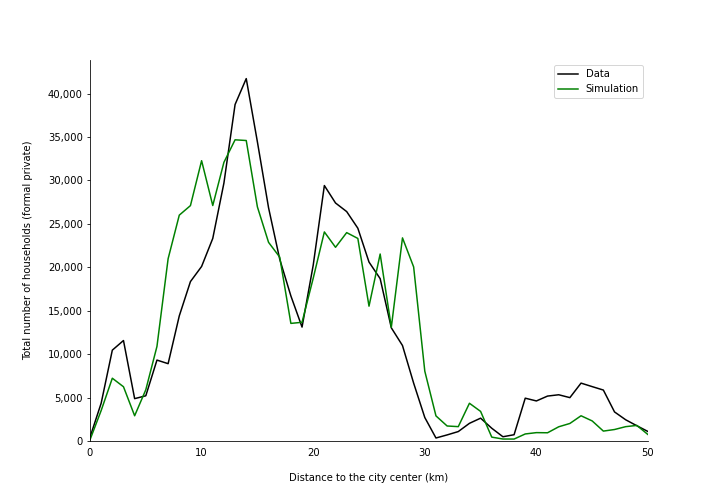 Data
Simulation
40,000
35,000
30,000
25,000
20,000
15,000
10,000
5,000
0
Total number of households (formal private)
0 10 20 30 40 50
Distance to the city center (km)